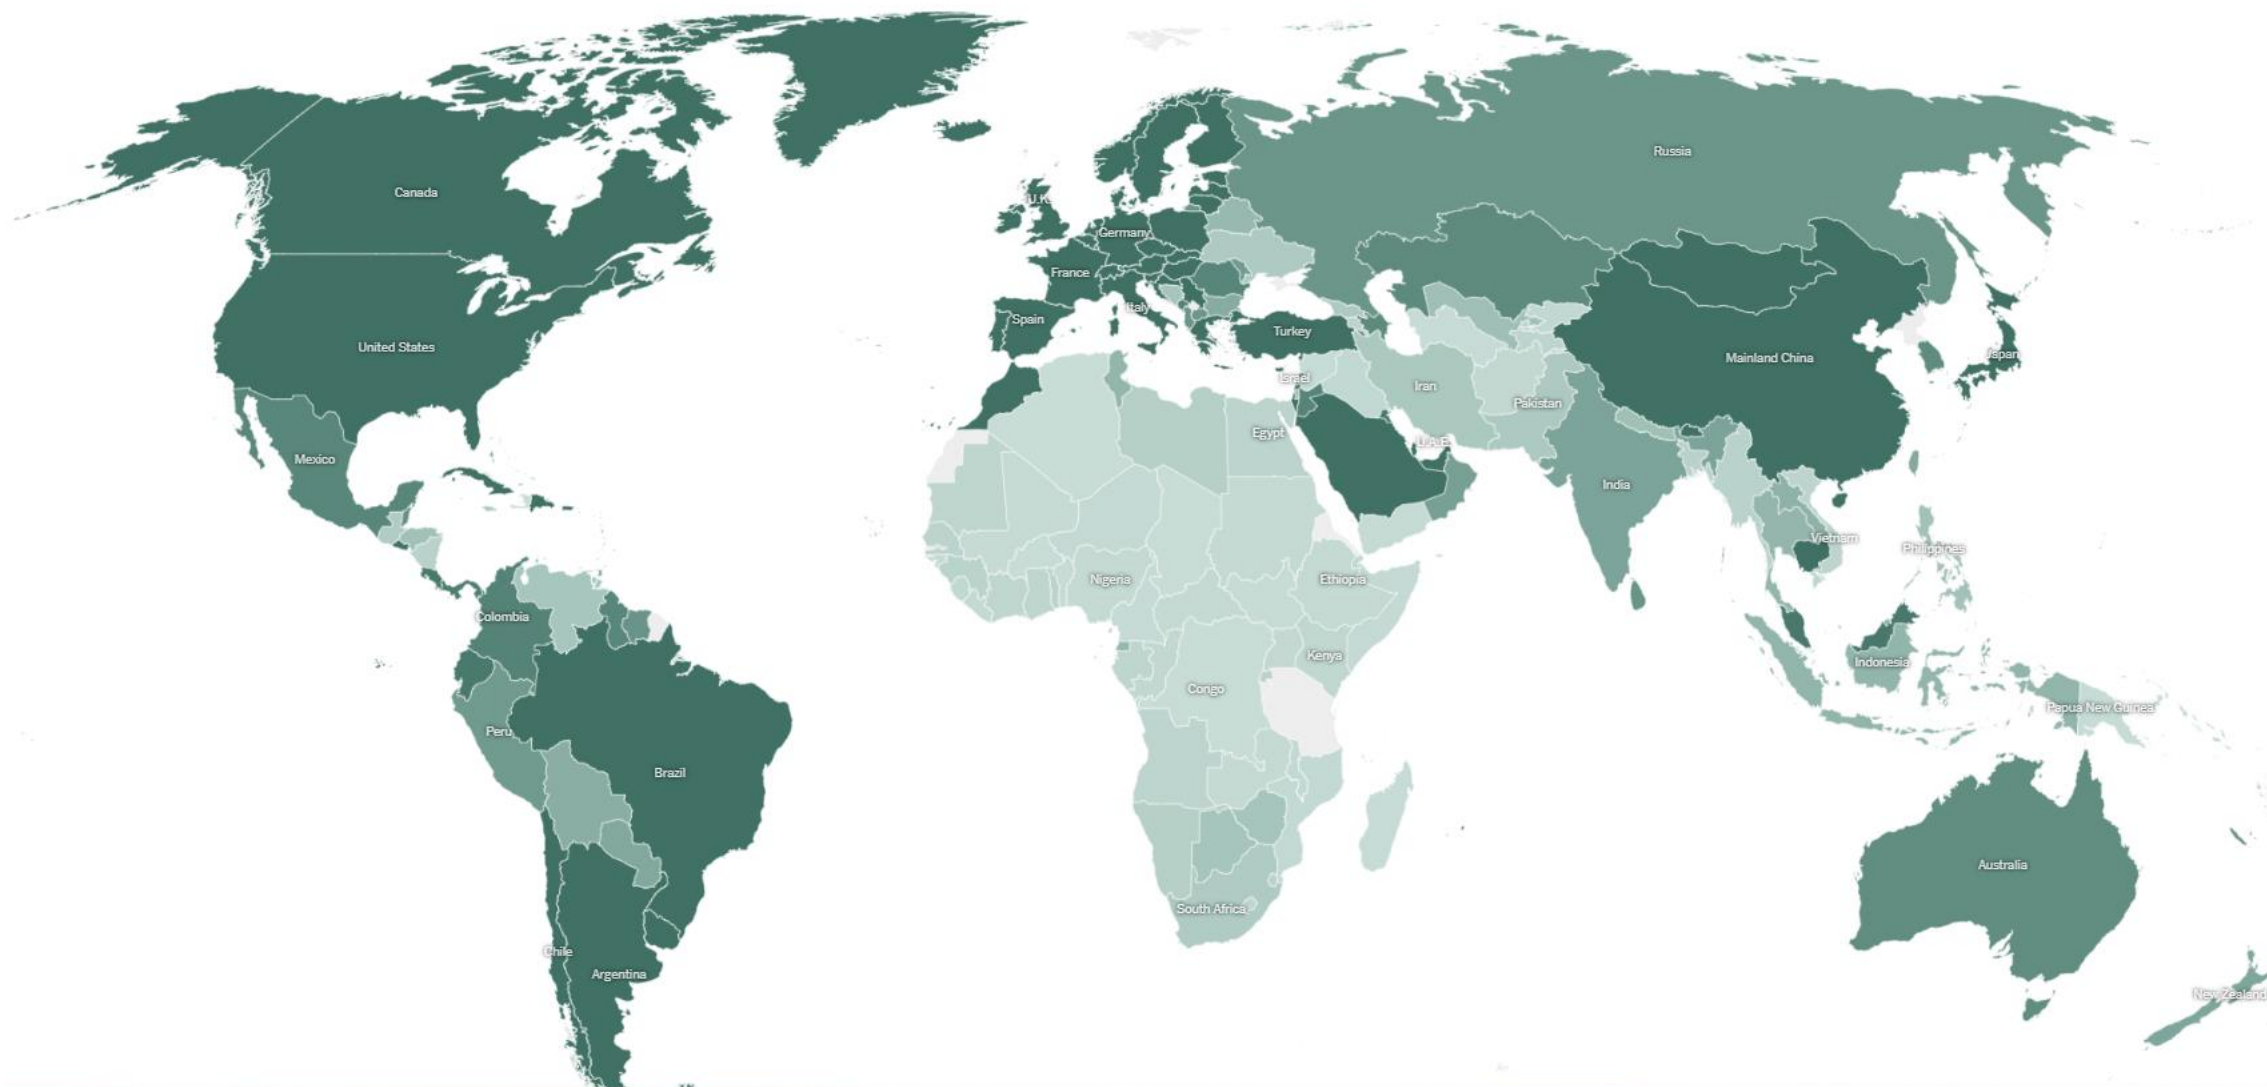 Russia
Canada
U.K.
Germany
France
Italy
Spain
Turkey
United States
Mainland China
Japan
Israel
Iran
Pakistan
Egypt
U.A.E.
Mexico
India
Vietnam
Philippines
Nigeria
Ethiopia
Colombia
Kenya
Indonesia
Congo
Papua New Guinea
Peru
Brazil
Australia
South Africa
Chile
Argentina
New Zealand